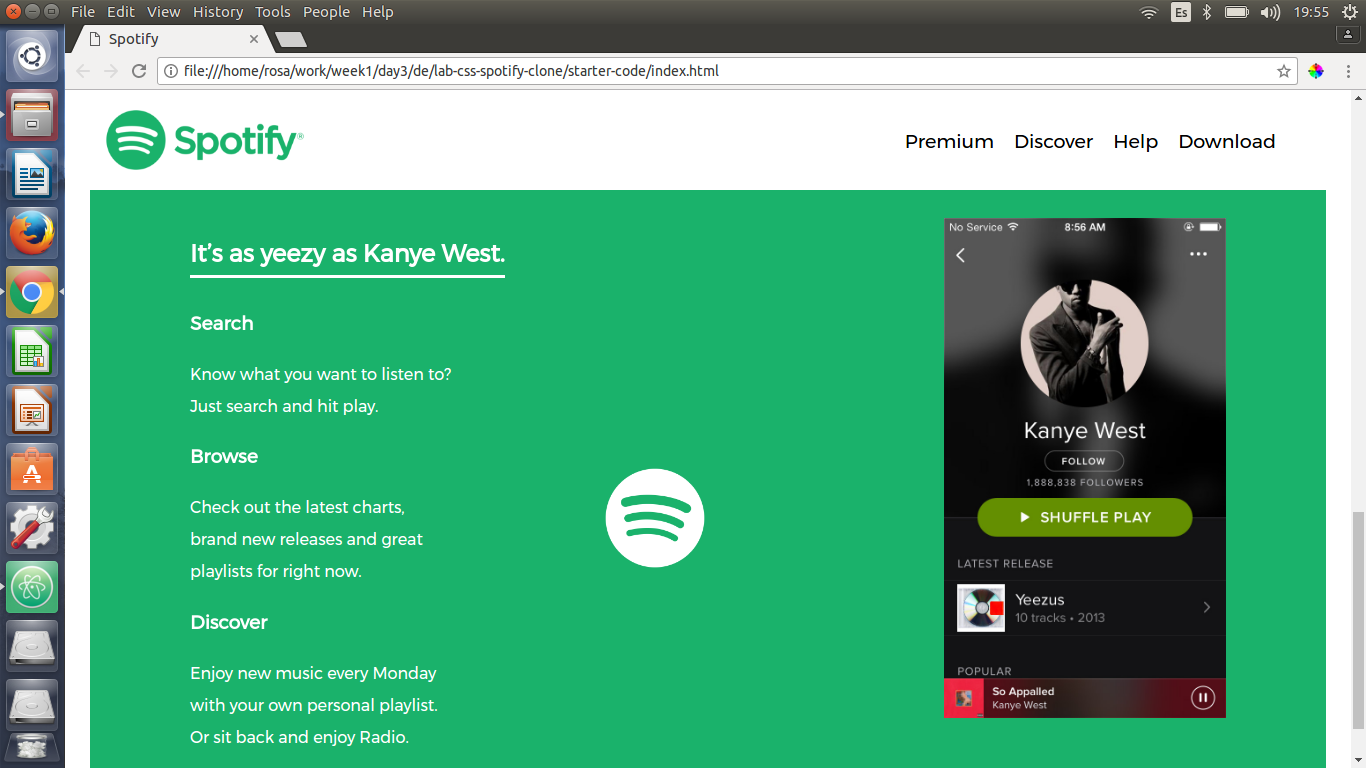 File Edit View History Tools People Help
Es
19:55
Spotify
file:///home/rosa/work/week1/day3/de/lab-css-spotify-clone/starter-code/index.html
Spotify®
Premium Discover Help Download
It's as yeezy as Kanye West.
Search
Know what you want to listen to?
Just search and hit play.
Browse
Check out the latest charts,
brand new releases and great
playlists for right now.
Discover
Enjoy new music every Monday
with your own personal playlist.
Or sit back and enjoy Radio.
No Service 8:56 AM
Kanye West
FOLLOW
1,888,838 FOLLOWERS
SHUFFLE PLAY
LATEST RELEASE
Yeezus
10 tracks • 2013
POPULAR
So Appalled
Kanye West